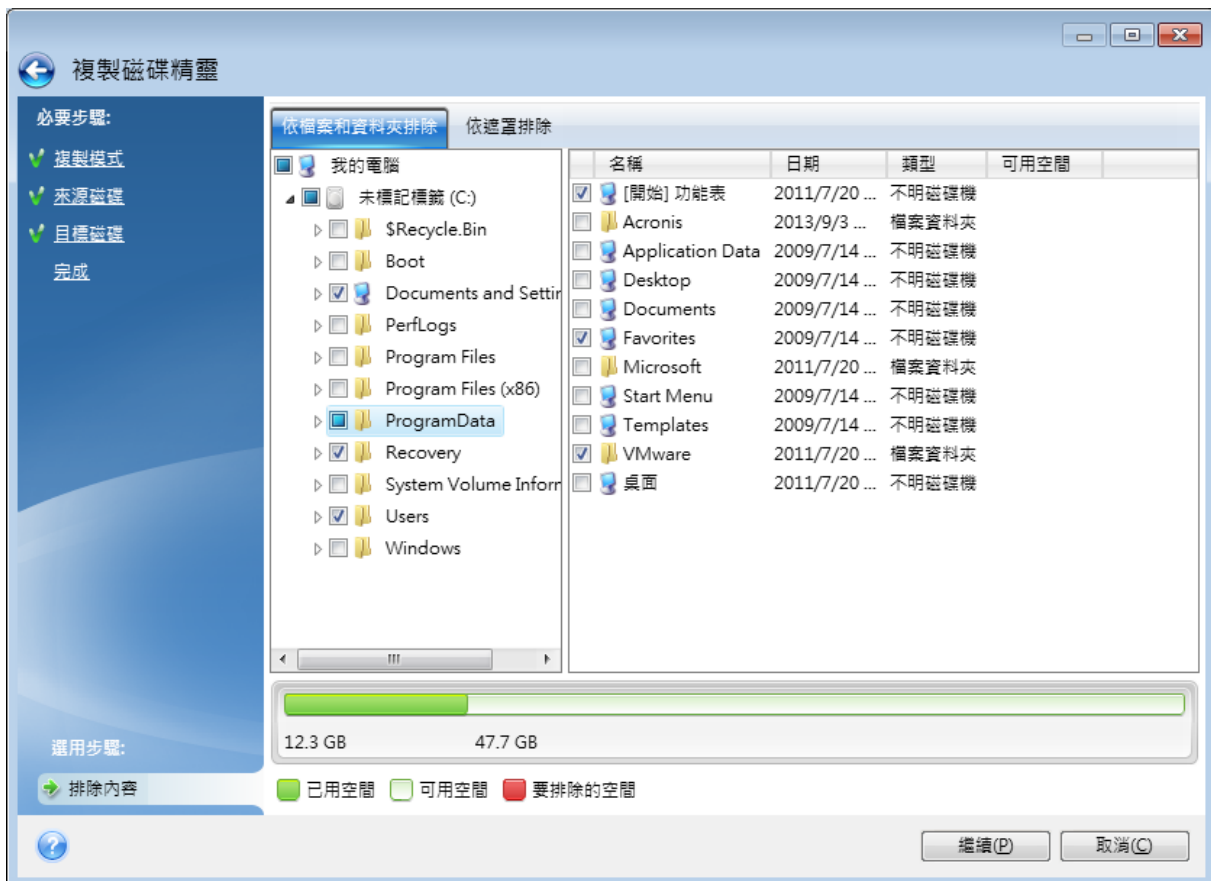 複製磁碟精靈
必要步驟:
複製模式
來源磁碟
目標磁碟
完成
選用步驟:
排除內容
依檔案和資料夾排除 依遮罩排除
我的電腦
未標記標籤 (C:)
$Recycle.Bin
Boot
Documents and Settin
PerfLogs
Program Files
Program Files (x86)
ProgramData
Recovery
System Volume Inforr
Users
Windows
名稱 日期 類型 可用空間
[開始] 功能表 2011/7/20 ... 不明磁碟機
Acronis 2013/9/3 ... 檔案資料夾
Application Data 2009/7/14 ... 不明磁碟機
Desktop 2009/7/14 ... 不明磁碟機
Documents 2009/7/14 ... 不明磁碟機
Favorites 2009/7/14 ... 不明磁碟機
Microsoft 2011/7/20 ... 檔案資料夾
Start Menu 2009/7/14 ... 不明磁碟機
Templates 2009/7/14 ... 不明磁碟機
VMware 2011/7/20 ... 檔案資料夾
桌面 2011/7/20 ... 不明磁碟機
12.3 GB 47.7 GB
已用空間 可用空間 要排除的空間
繼續(P) 取消(C)